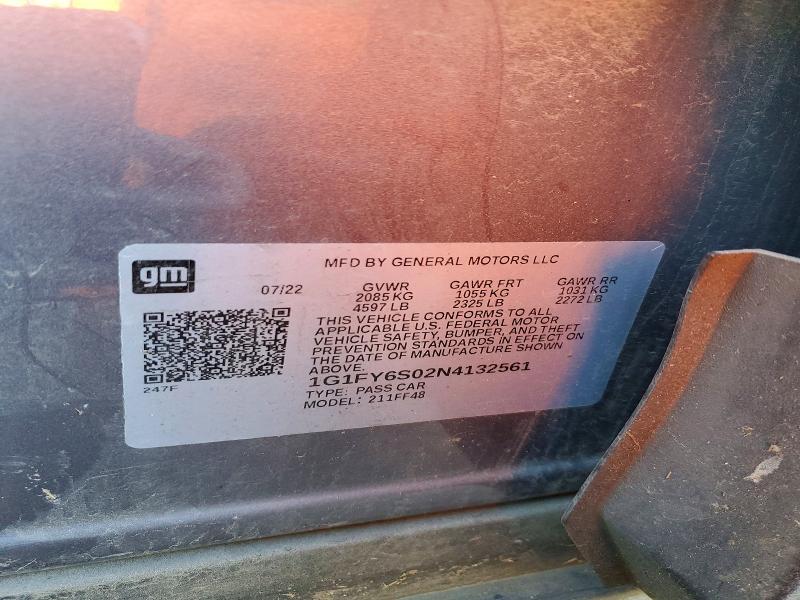 gm
MFD BY GENERAL MOTORS LLC
07/22 GVWR GAWR FRT GAWR RR
2085 KG 1055 KG 1031 KG
4597 LB 2325 LB 2272 LB
THIS VEHICLE CONFORMS TO ALL
APPLICABLE U.S. FEDERAL MOTOR
VEHICLE SAFETY, BUMPER, AND THEFT
PREVENTION STANDARDS IN EFFECT ON
THE DATE OF MANUFACTURE SHOWN
ABOVE.
1G1FY6S02N4132561
247F
TYPE: PASS CAR
MODEL: 211FF48